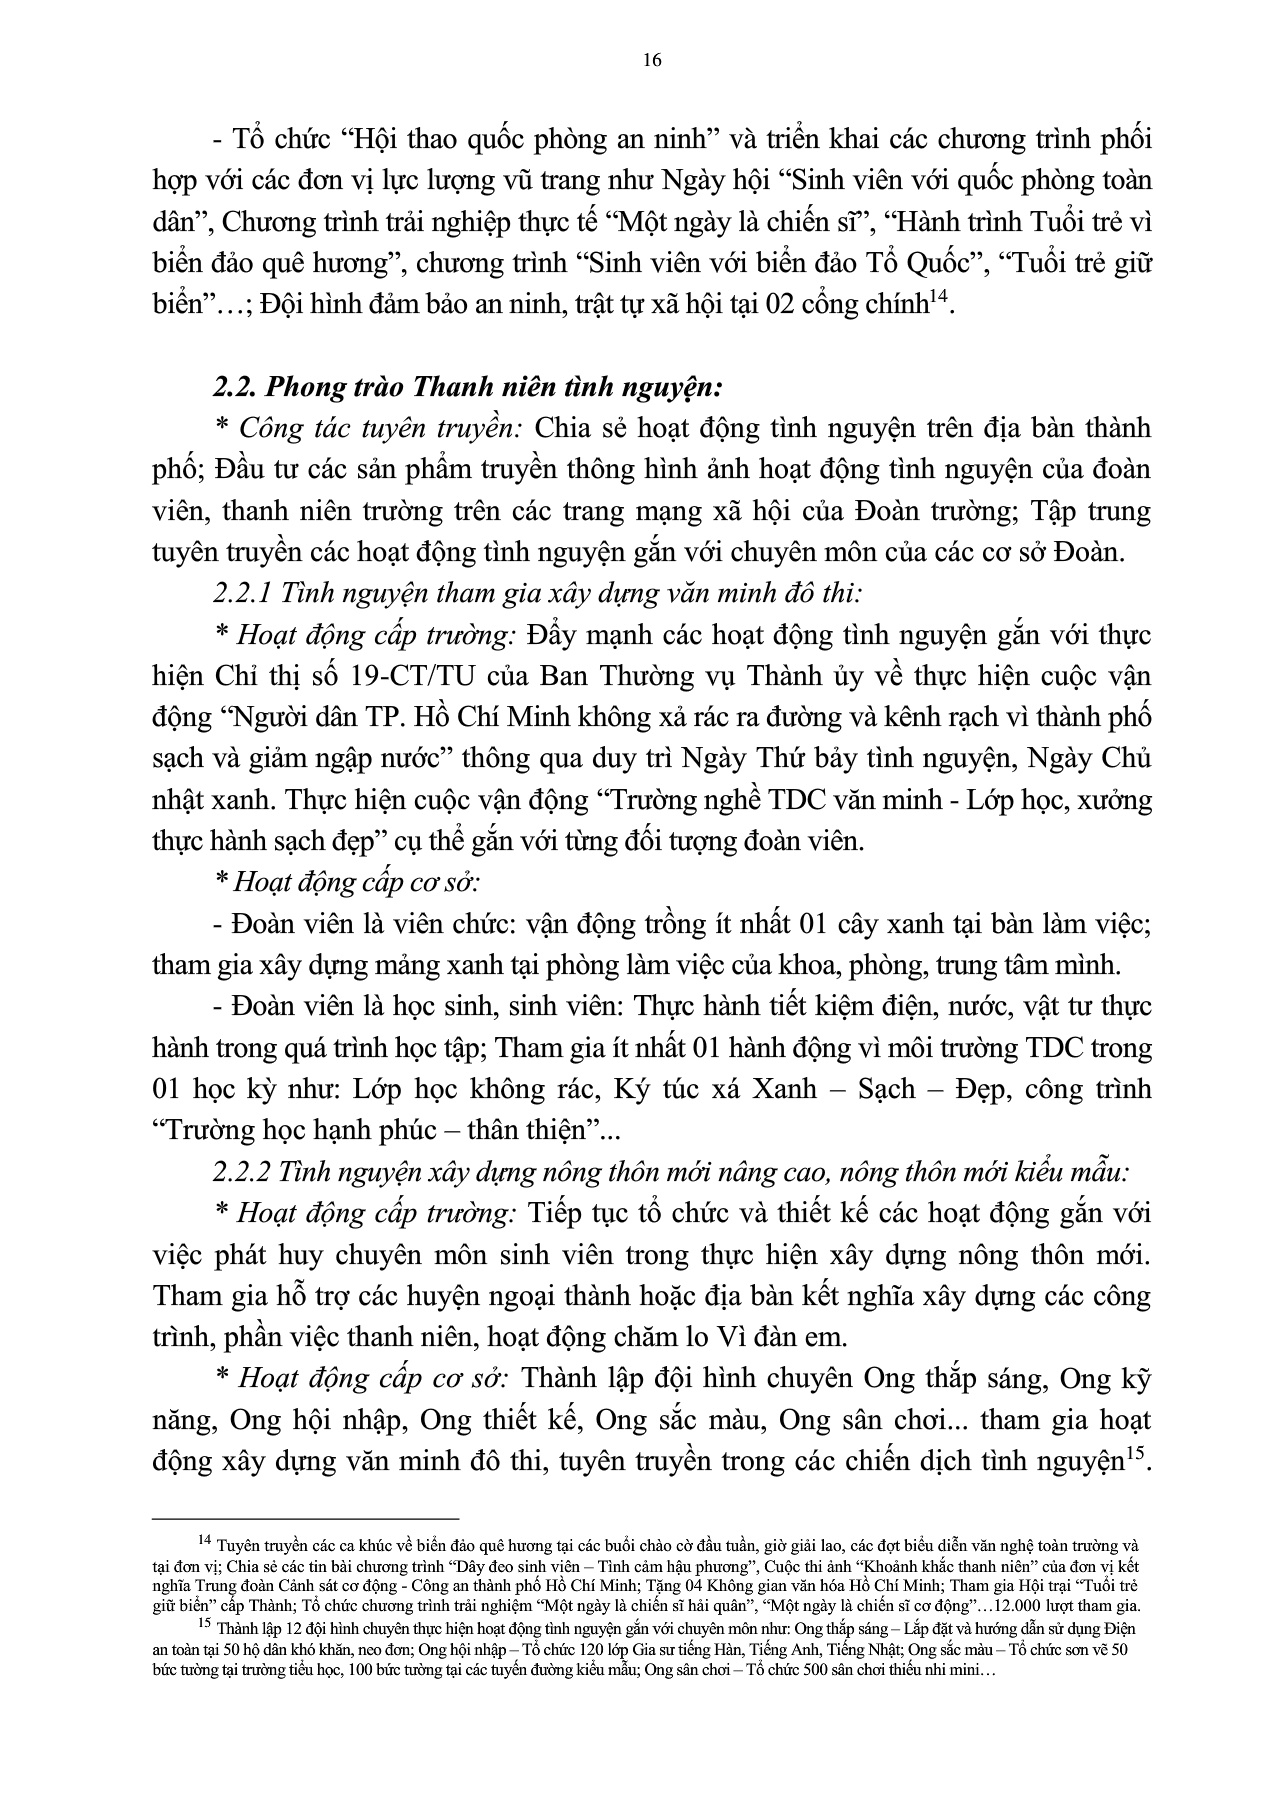 16
- Tổ chức “Hội thao quốc phòng an ninh” và triển khai các chương trình phối
hợp với các đơn vị lực lượng vũ trang như Ngày hội “Sinh viên với quốc phòng toàn
dân”, Chương trình trải nghiệp thực tế “Một ngày là chiến sĩ”, “Hành trình Tuổi trẻ vì
biển đảo quê hương”, chương trình “Sinh viên với biển đảo Tổ Quốc”, “Tuổi trẻ giữ
biển”…; Đội hình đảm bảo an ninh, trật tự xã hội tại 02 cổng chính14.
2.2. Phong trào Thanh niên tình nguyện:
* Công tác tuyên truyền: Chia sẻ hoạt động tình nguyện trên địa bàn thành
phố; Đầu tư các sản phẩm truyền thông hình ảnh hoạt động tình nguyện của đoàn
viên, thanh niên trường trên các trang mạng xã hội của Đoàn trường; Tập trung
tuyên truyền các hoạt động tình nguyện gắn với chuyên môn của các cơ sở Đoàn.
2.2.1 Tình nguyện tham gia xây dựng văn minh đô thi:
* Hoạt động cấp trường: Đẩy mạnh các hoạt động tình nguyện gắn với thực
hiện Chỉ thị số 19-CT/TU của Ban Thường vụ Thành ủy về thực hiện cuộc vận
động “Người dân TP. Hồ Chí Minh không xả rác ra đường và kênh rạch vì thành phố
sạch và giảm ngập nước” thông qua duy trì Ngày Thứ bảy tình nguyện, Ngày Chủ
nhật xanh. Thực hiện cuộc vận động “Trường nghề TDC văn minh - Lớp học, xưởng
thực hành sạch đẹp” cụ thể gắn với từng đối tượng đoàn viên.
* Hoạt động cấp cơ sở:
- Đoàn viên là viên chức: vận động trồng ít nhất 01 cây xanh tại bàn làm việc;
tham gia xây dựng mảng xanh tại phòng làm việc của khoa, phòng, trung tâm mình.
- Đoàn viên là học sinh, sinh viên: Thực hành tiết kiệm điện, nước, vật tư thực
hành trong quá trình học tập; Tham gia ít nhất 01 hành động vì môi trường TDC trong
01 học kỳ như: Lớp học không rác, Ký túc xá Xanh – Sạch – Đẹp, công trình
“Trường học hạnh phúc – thân thiện”...
2.2.2 Tình nguyện xây dựng nông thôn mới nâng cao, nông thôn mới kiểu mẫu:
* Hoạt động cấp trường: Tiếp tục tổ chức và thiết kế các hoạt động gắn với
việc phát huy chuyên môn sinh viên trong thực hiện xây dựng nông thôn mới.
Tham gia hỗ trợ các huyện ngoại thành hoặc địa bàn kết nghĩa xây dựng các công
trình, phần việc thanh niên, hoạt động chăm lo Vì đàn em.
* Hoạt động cấp cơ sở: Thành lập đội hình chuyên Ong thắp sáng, Ong kỹ
năng, Ong hội nhập, Ong thiết kế, Ong sắc màu, Ong sân chơi... tham gia hoạt
động xây dựng văn minh đô thi, tuyên truyền trong các chiến dịch tình nguyện15.
14 Tuyên truyền các ca khúc về biển đảo quê hương tại các buổi chào cờ đầu tuần, giờ giải lao, các đợt biểu diễn văn nghệ toàn trường và
tại đơn vị; Chia sẻ các tin bài chương trình “Dây đeo sinh viên – Tình cảm hậu phương”, Cuộc thi ảnh “Khoảnh khắc thanh niên” của đơn vị kết
nghĩa Trung đoàn Cảnh sát cơ động - Công an thành phố Hồ Chí Minh; Tặng 04 Không gian văn hóa Hồ Chí Minh; Tham gia Hội trại “Tuổi trẻ
giữ biển” cấp Thành; Tổ chức chương trình trải nghiệm “Một ngày là chiến sĩ hải quân”, “Một ngày là chiến sĩ cơ động”…12.000 lượt tham gia.
15 Thành lập 12 đội hình chuyên thực hiện hoạt động tình nguyện gắn với chuyên môn như: Ong thắp sáng – Lắp đặt và hướng dẫn sử dụng Điện
an toàn tại 50 hộ dân khó khăn, neo đơn; Ong hội nhập – Tổ chức 120 lớp Gia sư tiếng Hàn, Tiếng Anh, Tiếng Nhật; Ong sắc màu – Tổ chức sơn vẽ 50
bức tường tại trường tiểu học, 100 bức tường tại các tuyến đường kiểu mẫu; Ong sân chơi – Tổ chức 500 sân chơi thiếu nhi mini…